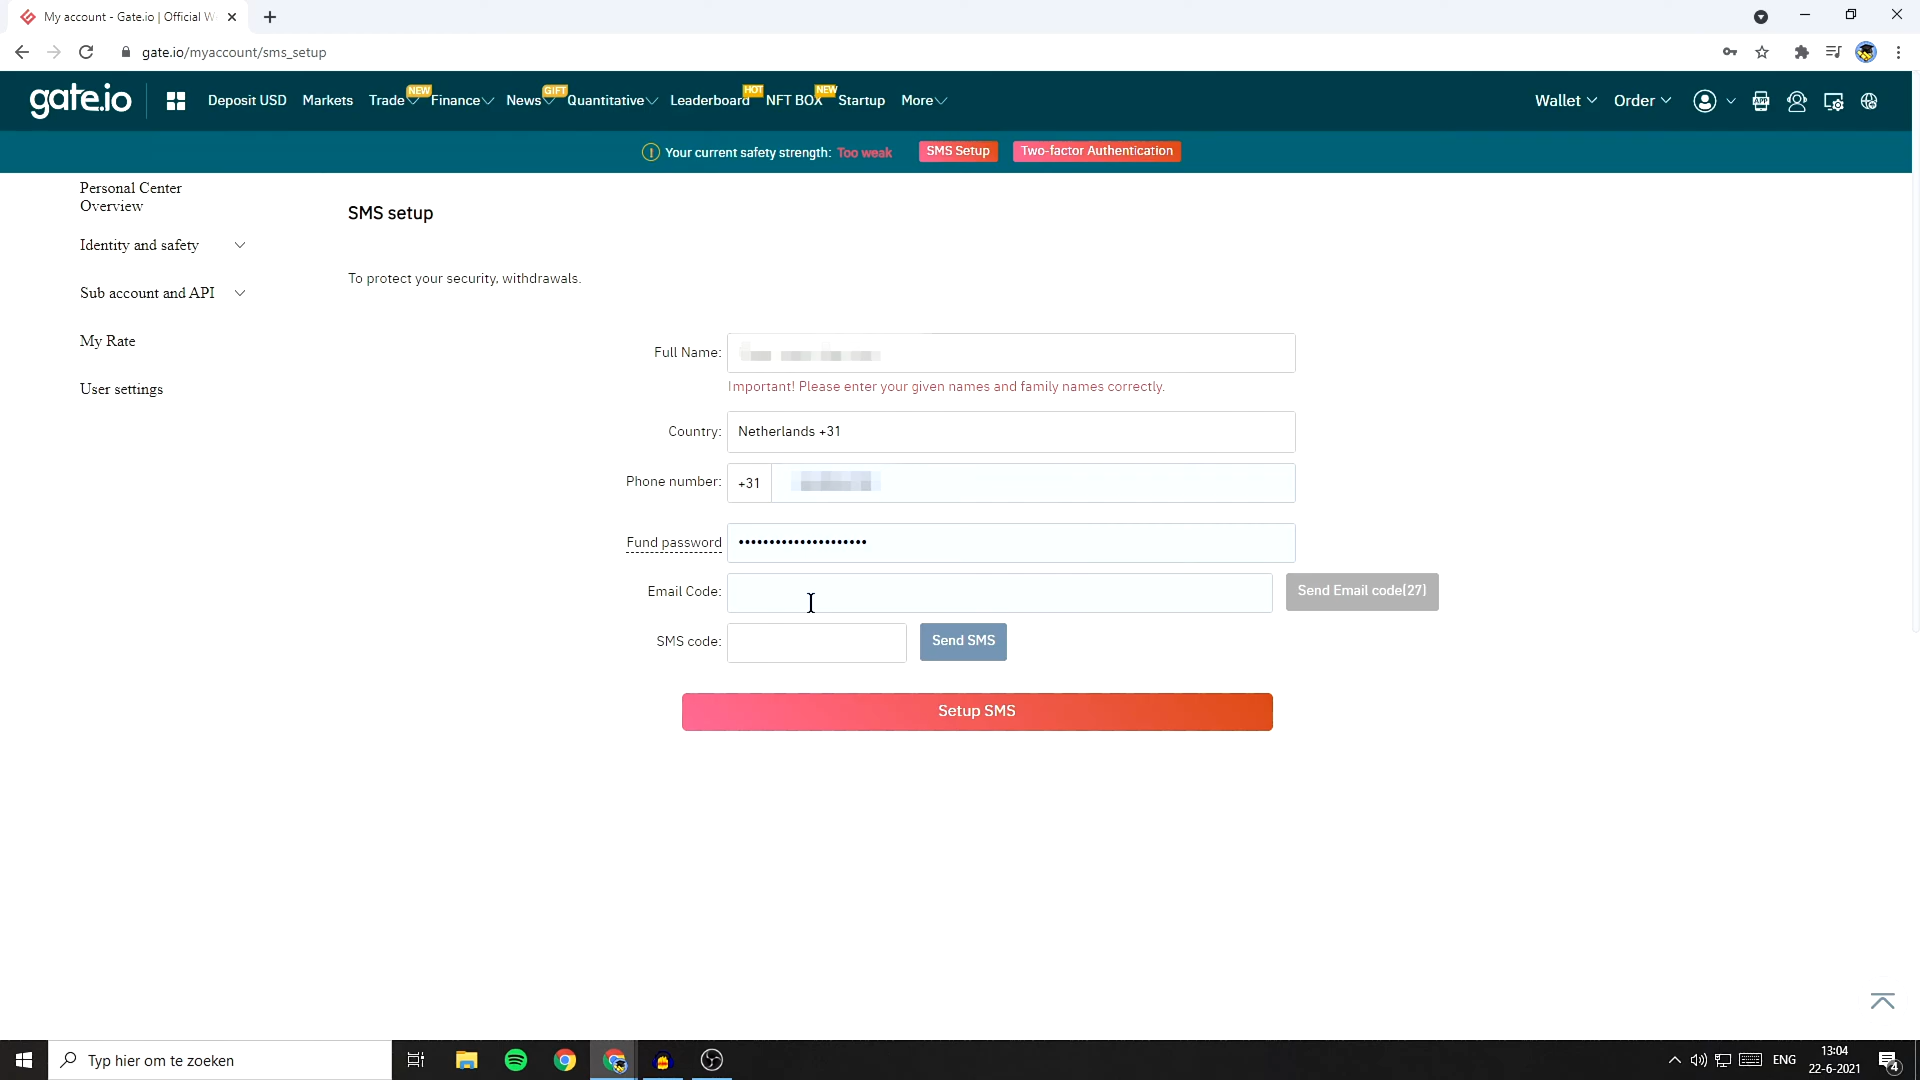 My account - Gate.io | Official W
gate.io/myaccount/sms_setup
gate.io
Deposit USD
Markets
Trade
NEW
Finance
News
GIFT
Quantitative
Leaderboard
HOT
NFT BOX
NEW
Startup
More
Wallet
Order
APP
Your current safety strength: Too weak
SMS Setup
Two-factor Authentication
Personal Center
Overview
Identity and safety
Sub account and API
My Rate
User settings
SMS setup
To protect your security, withdrawals.
Full Name:
Important! Please enter your given names and family names correctly.
Country:
Netherlands +31
Phone number:
+31
Fund password
•••••••••••••••••••••
Email Code:
Send Email code(27)
SMS code:
Send SMS
Setup SMS
Typ hier om te zoeken
ENG
13:04
22-6-2021
4